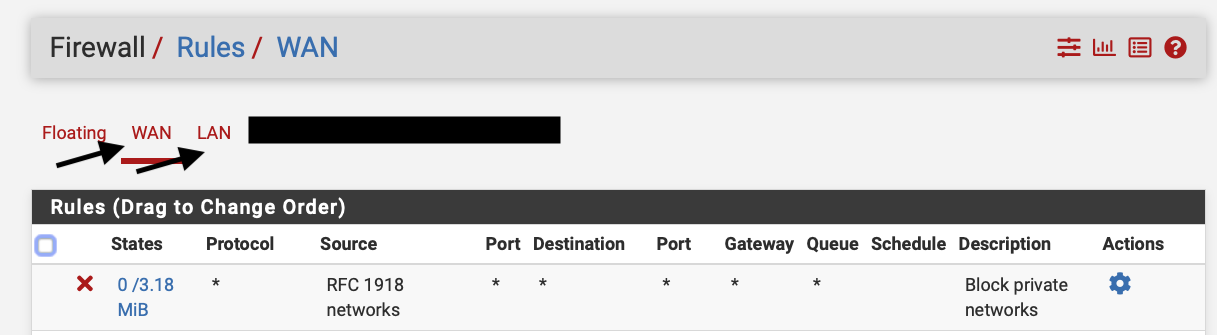 Firewall / Rules / WAN
Floating WAN LAN
Rules (Drag to Change Order)
States Protocol Source Port Destination Port Gateway Queue Schedule Description Actions
0 /3.18 * RFC 1918 * * * * * Block private
MiB networks networks